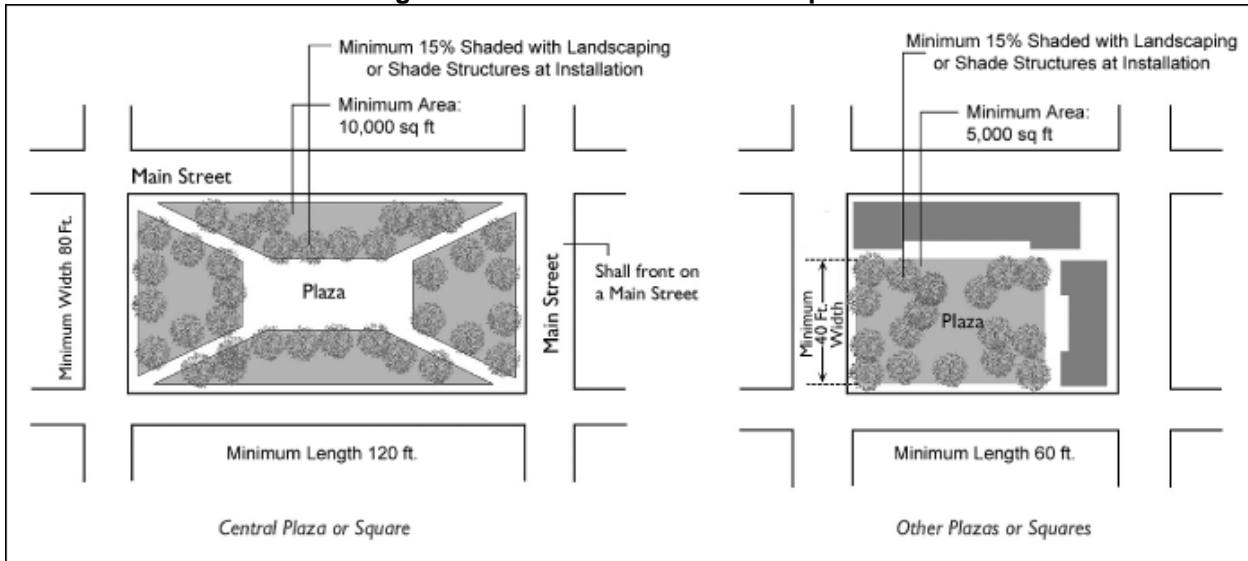 Minimum 15% Shaded with Landscaping
or Shade Structures at Installation
Minimum Area:
10,000 sq ft
Main Street
Minimum Width 80 Ft.
Plaza
Main Street
Shall front on
a Main Street
Minimum Length 120 ft.
Central Plaza or Square
Minimum 15% Shaded with Landscaping
or Shade Structures at Installation
Minimum Area:
5,000 sq ft
Minimum
40 Ft.
Width
Plaza
Minimum Length 60 ft.
Other Plazas or Squares